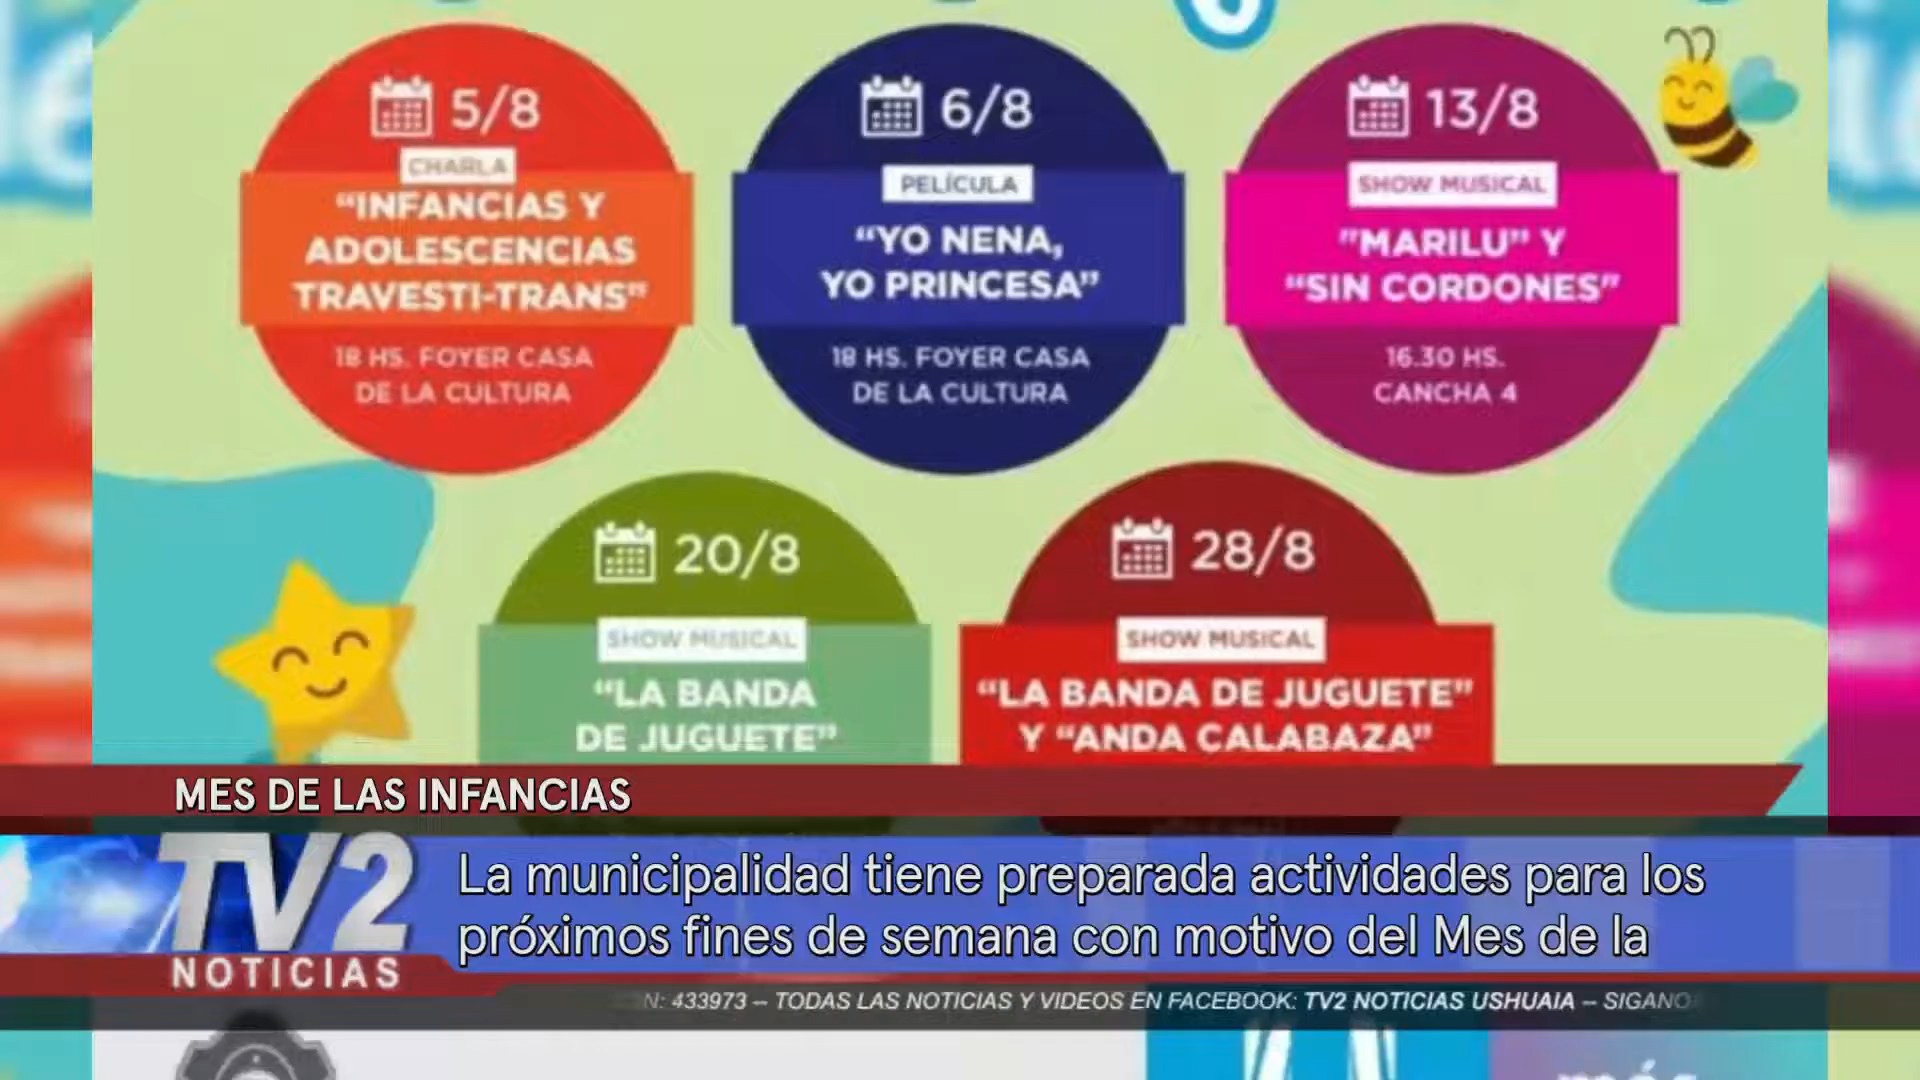 5/8
CHARLA
“INFANCIAS Y
ADOLESCENCIAS
TRAVESTI-TRANS”
18 HS. FOYER CASA
DE LA CULTURA
6/8
PELÍCULA
“YO NENA,
YO PRINCESA”
18 HS. FOYER CASA
DE LA CULTURA
13/8
SHOW MUSICAL
"MARILU” Y
“SIN CORDONES”
16.30 HS.
CANCHA 4
20/8
SHOW MUSICAL
“LA BANDA
DE JUGUETE”
28/8
SHOW MUSICAL
“LA BANDA DE JUGUETE”
Y “ANDA CALABAZA”
MES DE LAS INFANCIAS
TV2
NOTICIAS
La municipalidad tiene preparada actividades para los
próximos fines de semana con motivo del Mes de la
N: 433973 -- TODAS LAS NOTICIAS Y VIDEOS EN FACEBOOK: TV2 NOTICIAS USHUAIA -- SIGANO